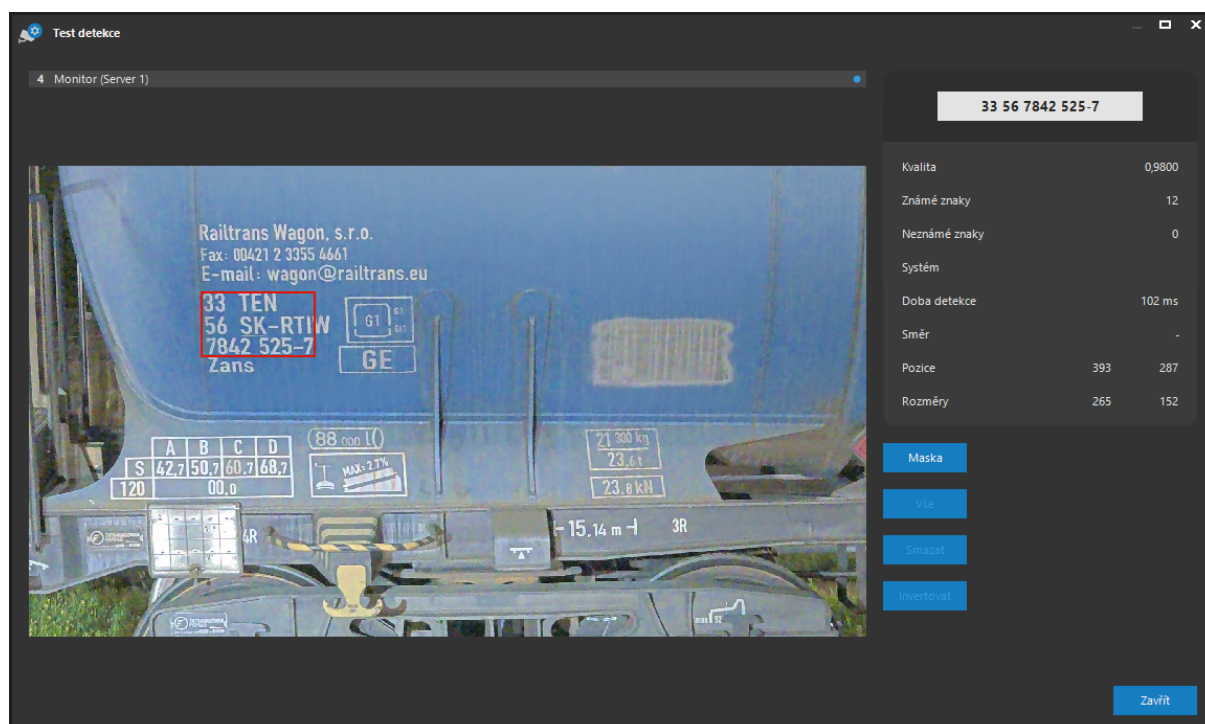 Test detekce
4 Monitor (Server 1)
33 56 7842 525-7
Kvalita 0,9800
Známé znaky 12
Neznámé znaky 0
Systém
Doba detekce 102 ms
Směr -
Pozice 393 287
Rozměry 265 152
Maska
Vše
Smazat
Invertovat
Zavřít
Railtrans Wagon, s.r.o.
Fax: 00421 2 3355 4661
E-mail: wagon@railtrans.eu
33 TEN
56 SK-RTIW
7842 525-7
Zans
G1
GE
A B C D
S 42,7 50,7 60,7 68,7
120 00,0
88 000 l
MAX: 2.7%
21 300 kg
23,6 t
23.8 kN
4R
15,14 m
3R